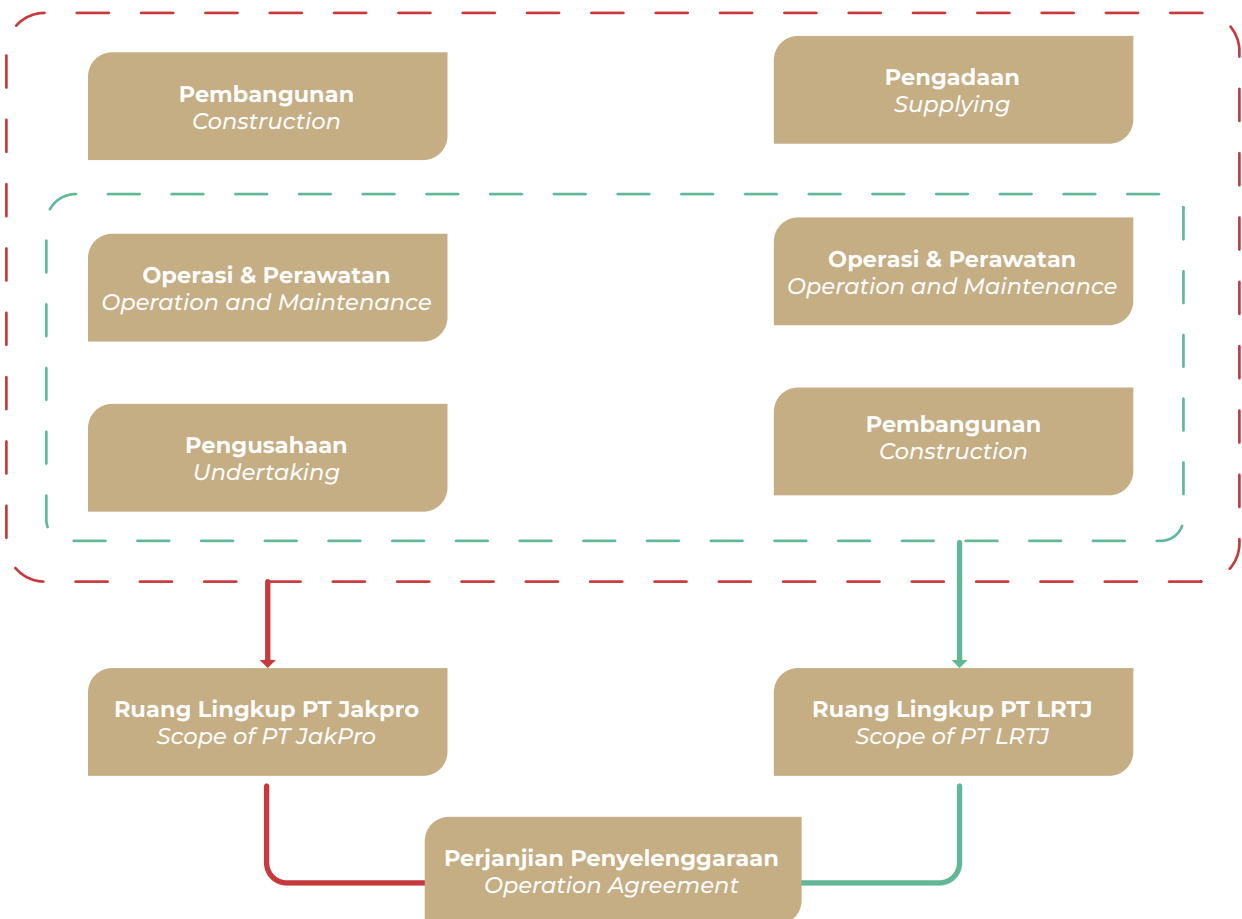 Pembangunan
Construction
Pengadaan
Supplying
Operasi & Perawatan
Operation and Maintenance
Operasi & Perawatan
Operation and Maintenance
Pengusahaan
Undertaking
Pembangunan
Construction
Ruang Lingkup PT Jakpro
Scope of PT JakPro
Ruang Lingkup PT LRTJ
Scope of PT LRTJ
Perjanjian Penyelenggaraan
Operation Agreement